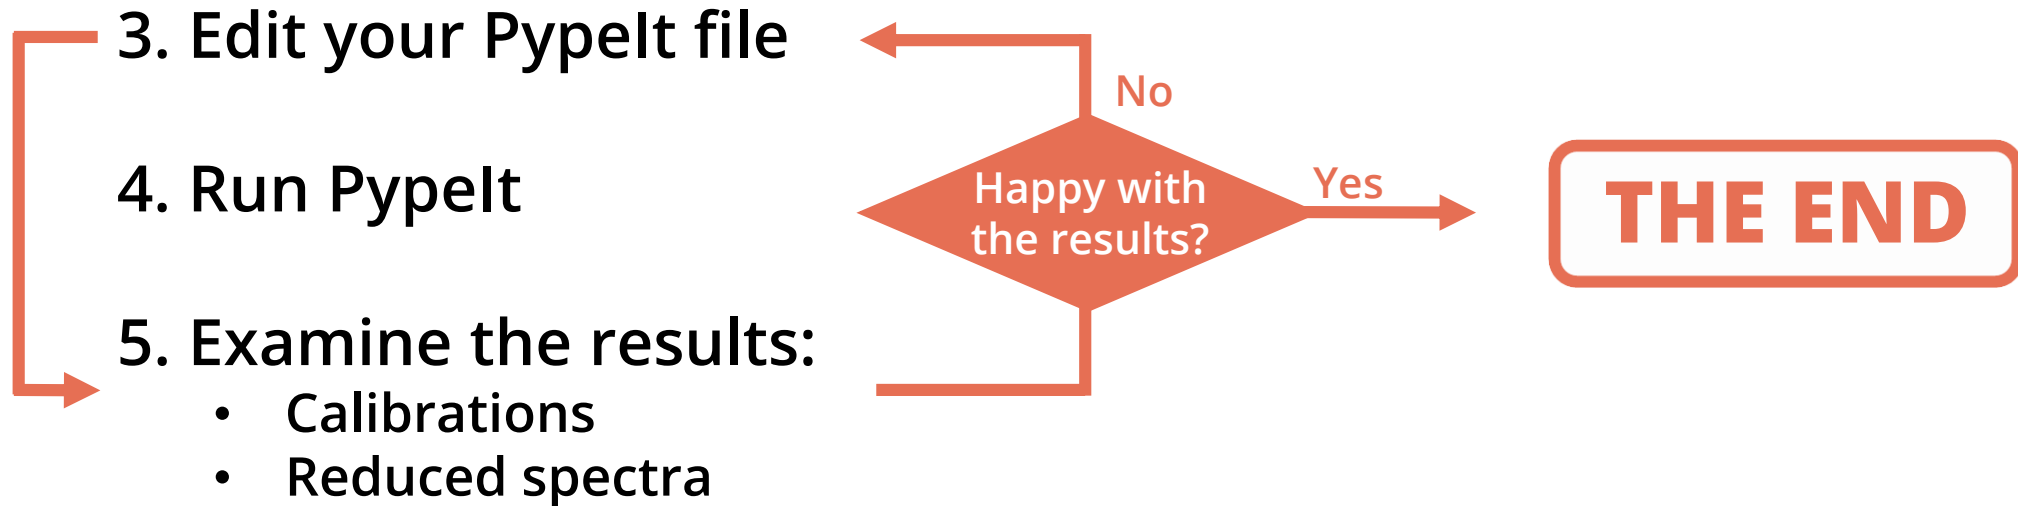 3. Edit your PypeIt file
No
4. Run PypeIt
Happy with
the results?
Yes
THE END
5. Examine the results:
• Calibrations
• Reduced spectra